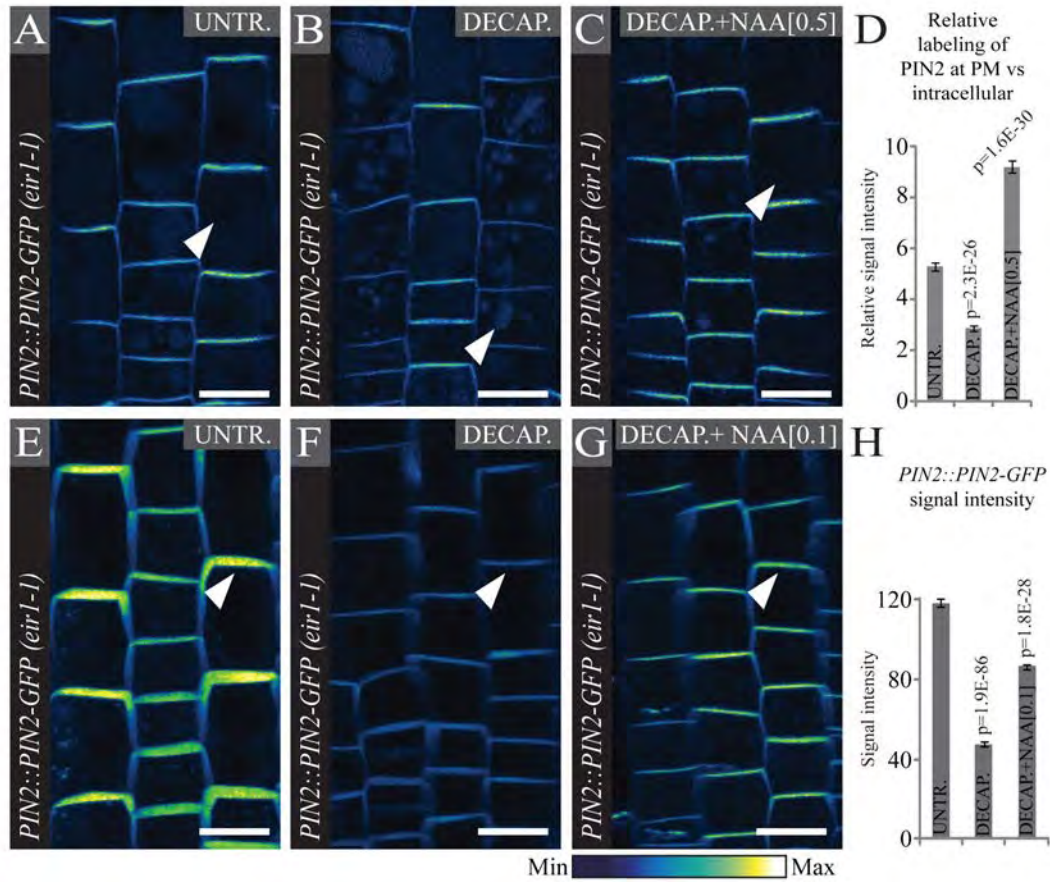 A
UNTR.
PIN2::PIN2-GFP (eir1-1)
B
DECAP.
PIN2::PIN2-GFP (eir1-1)
C
DECAP.+NAA[0.5]
PIN2::PIN2-GFP (eir1-1)
D
Relative
labeling of
PIN2 at PM vs
intracellular
Relative signal intensity
10
8
6
4
2
0
UNTR.
DECAP.
p=2.3E-26
DECAP.+NAA[0.5]
p=1.6E-30
E
UNTR.
PIN2::PIN2-GFP (eir1-1)
F
DECAP.
PIN2::PIN2-GFP (eir1-1)
G
DECAP.+ NAA[0.1]
PIN2::PIN2-GFP (eir1-1)
H
PIN2::PIN2-GFP
signal intensity
Signal intensity
120
80
40
0
UNTR.
DECAP.
p=1.9E-86
DECAP.+NAA[0.1]
p=1.8E-28
Min
Max